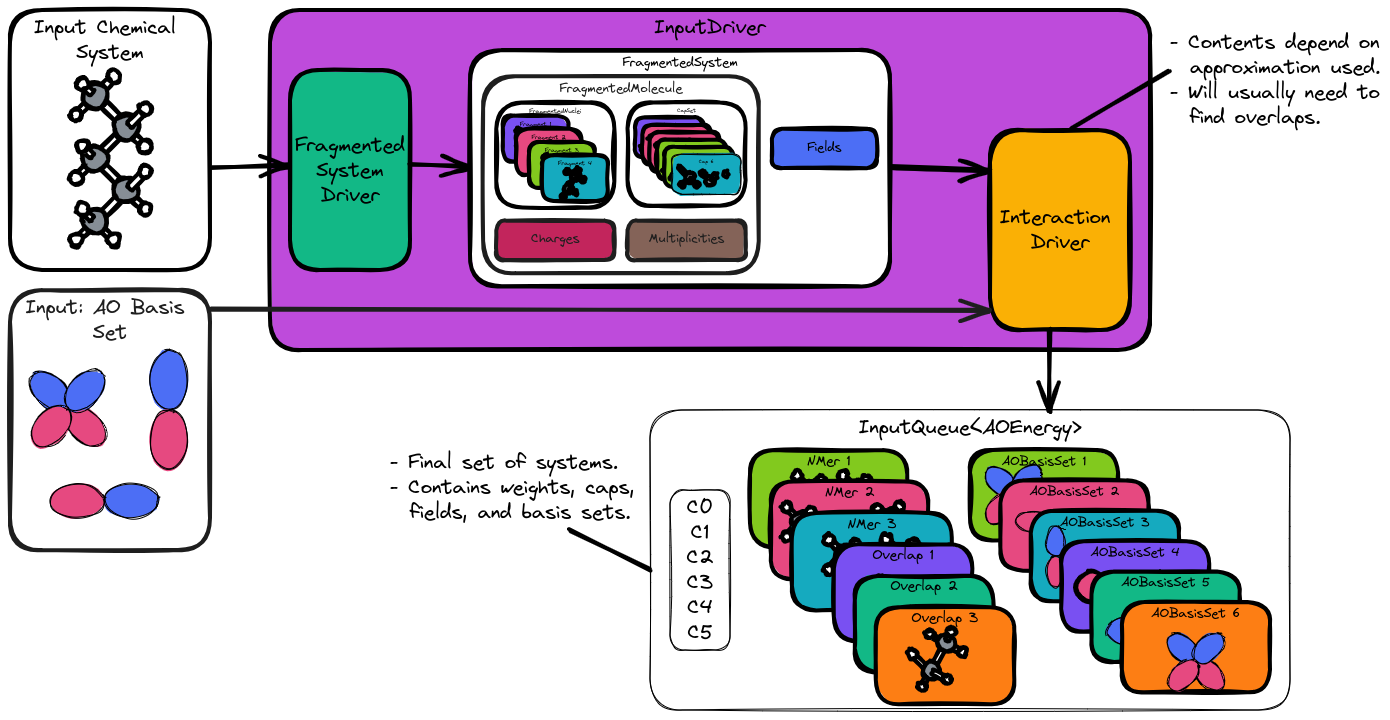 Input Chemical
System
InputDriver
FragmentedSystem
FragmentedMolecule
FragmentedNuclei
Fragment 1
Fragment 2
Fragment 3
Fragment 4
CapSet
Cap 6
Charges
Multiplicities
Fields
Fragmented
System
Driver
Interaction
Driver
- Contents depend on
approximation used.
- Will usually need to
find overlaps.
Input: AO Basis
Set
InputQueue<AOEnergy>
- Final set of systems.
- Contains weights, caps,
fields, and basis sets.
C0
C1
C2
C3
C4
C5
NMer 1
NMer 2
NMer 3
Overlap 1
Overlap 2
Overlap 3
AOBasisSet 1
AOBasisSet 2
AOBasisSet 3
AOBasisSet 4
AOBasisSet 5
AOBasisSet 6